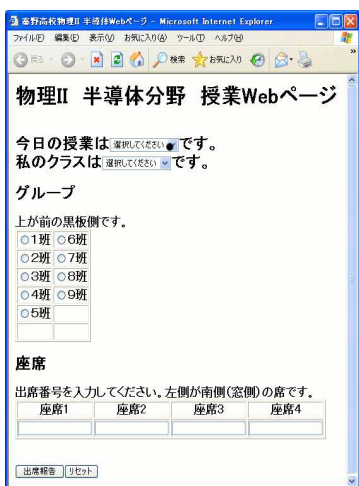 秦野高校物理II 半導体Webページ - Microsoft Internet Explorer
ファイル(F) 編集(E) 表示(V) お気に入り(A) ツール(T) ヘルプ(H)
戻る 検索 お気に入り
物理II 半導体分野 授業Webページ
今日の授業は 選択してください です。
私のクラスは 選択してください です。
グループ
上が前の黒板側です。
1班 6班
2班 7班
3班 8班
4班 9班
5班
座席
出席番号を入力してください。左側が南側(窓側)の席です。
座席1 座席2 座席3 座席4
出席報告 リセット